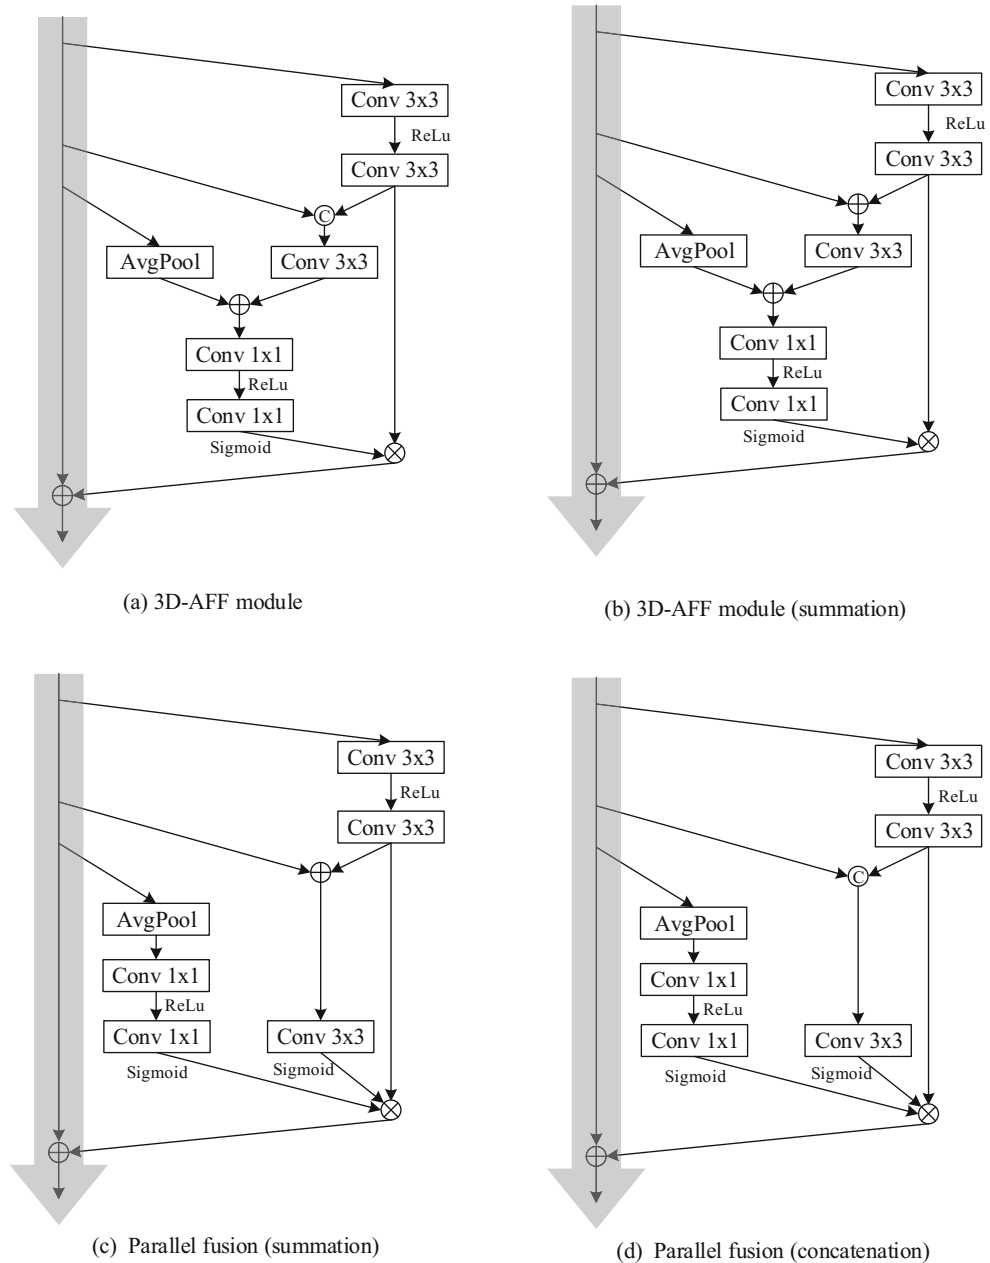 Conv 3x3
ReLu
Conv 3x3
C
AvgPool
Conv 3x3
Conv 1x1
ReLu
Conv 1x1
Sigmoid
(a) 3D-AFF module
Conv 3x3
ReLu
Conv 3x3
AvgPool
Conv 3x3
Conv 1x1
ReLu
Conv 1x1
Sigmoid
(b) 3D-AFF module (summation)
Conv 3x3
ReLu
Conv 3x3
AvgPool
Conv 1x1
ReLu
Conv 1x1
Conv 3x3
Sigmoid
Sigmoid
(c) Parallel fusion (summation)
Conv 3x3
ReLu
Conv 3x3
C
AvgPool
Conv 1x1
ReLu
Conv 1x1
Conv 3x3
Sigmoid
Sigmoid
(d) Parallel fusion (concatenation)